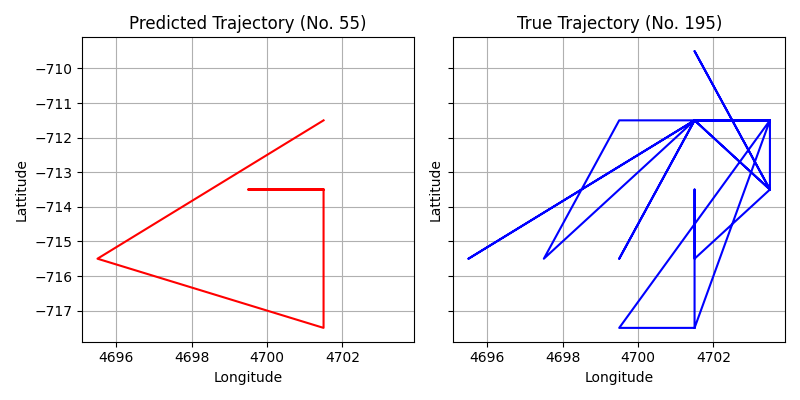 Predicted Trajectory (No. 55)
True Trajectory (No. 195)
Lattitude
−710
−711
−712
−713
−714
−715
−716
−717
4696
4698
4700
4702
Longitude
Lattitude
4696
4698
4700
4702
Longitude